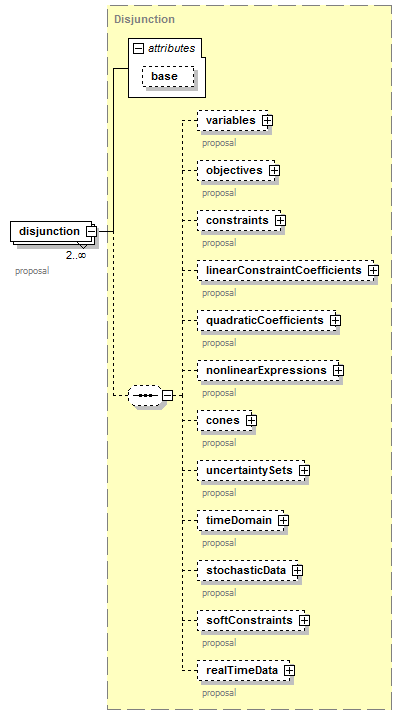 Disjunction
attributes
base
variables
proposal
objectives
proposal
constraints
proposal
disjunction
2..∞
proposal
linearConstraintCoefficients
proposal
quadraticCoefficients
proposal
nonlinearExpressions
proposal
cones
proposal
uncertaintySets
proposal
timeDomain
proposal
stochasticData
proposal
softConstraints
proposal
realTimeData
proposal